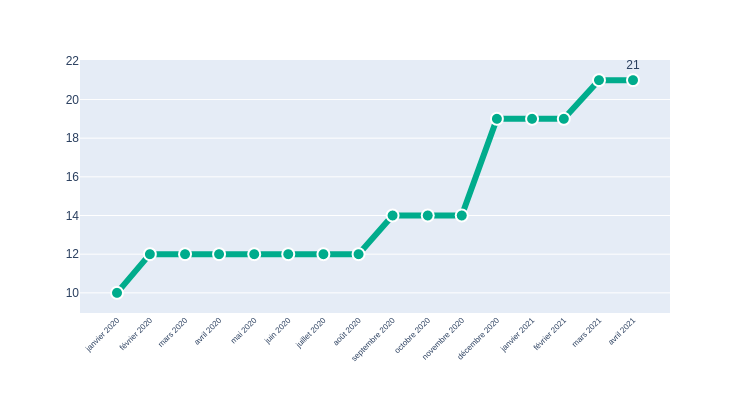 22
21
20
18
16
14
12
10
janvier 2020
février 2020
mars 2020
avril 2020
mai 2020
juin 2020
juillet 2020
août 2020
septembre 2020
octobre 2020
novembre 2020
décembre 2020
janvier 2021
février 2021
mars 2021
avril 2021